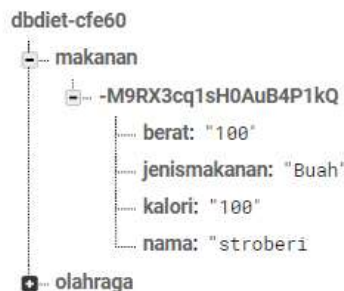 dbdiet-cfe60
makanan
-M9RX3cq1sH0AuB4P1kQ
berat: "100"
jenismakanan: "Buah"
kalori: "100"
nama: "stroberi
olahraga